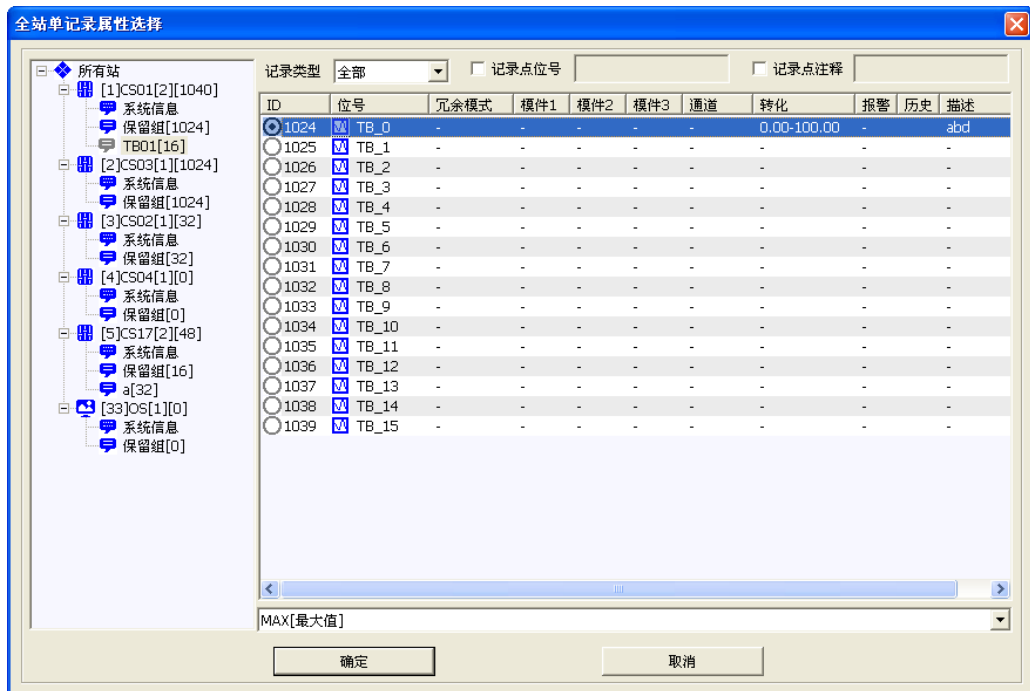 全站单记录属性选择
所有站
[1]CS01[2][1040]
系统信息
保留组[1024]
TB01[16]
[2]CS03[1][1024]
系统信息
保留组[1024]
[3]CS02[1][32]
系统信息
保留组[32]
[4]CS04[1][0]
系统信息
保留组[0]
[5]CS17[2][48]
系统信息
保留组[16]
a[32]
[33]OS[1][0]
系统信息
保留组[0]
记录类型 全部 记录点位号 记录点注释
ID 位号 冗余模式 模件1 模件2 模件3 通道 转化 报警 历史 描述
1024 TB_0 - - - - - 0.00-100.00 - abd
1025 TB_1 - - - - - - - -
1026 TB_2 - - - - - - - -
1027 TB_3 - - - - - - - -
1028 TB_4 - - - - - - - -
1029 TB_5 - - - - - - - -
1030 TB_6 - - - - - - - -
1031 TB_7 - - - - - - - -
1032 TB_8 - - - - - - - -
1033 TB_9 - - - - - - - -
1034 TB_10 - - - - - - - -
1035 TB_11 - - - - - - - -
1036 TB_12 - - - - - - - -
1037 TB_13 - - - - - - - -
1038 TB_14 - - - - - - - -
1039 TB_15 - - - - - - - -
MAX[最大值]
确定 取消